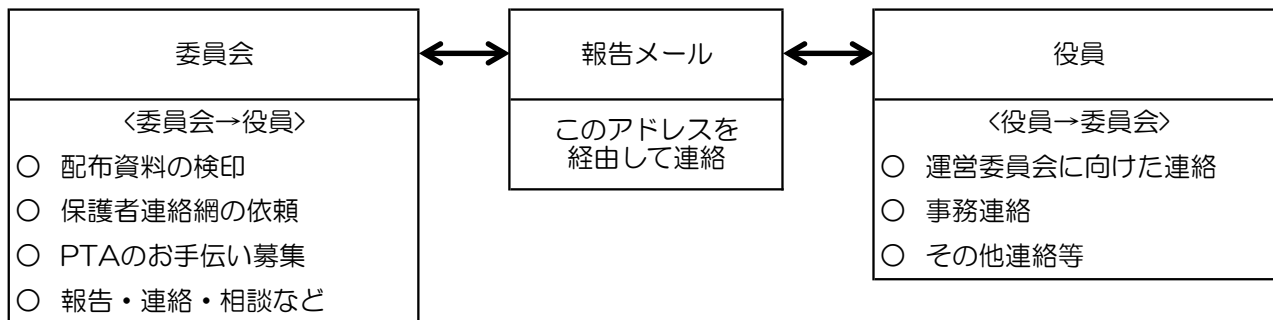 委員会
<委員会→役員>
○ 配布資料の検印
○ 保護者連絡網の依頼
○ PTAのお手伝い募集
○ 報告・連絡・相談など
報告メール
このアドレスを
経由して連絡
役員
<役員→委員会>
○ 運営委員会に向けた連絡
○ 事務連絡
○ その他連絡等